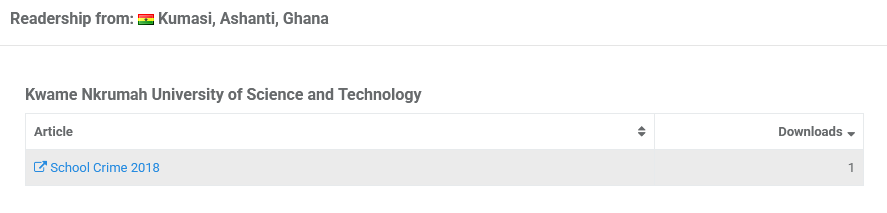 Readership from: Kumasi, Ashanti, Ghana
Kwame Nkrumah University of Science and Technology
Article Downloads
School Crime 2018 1